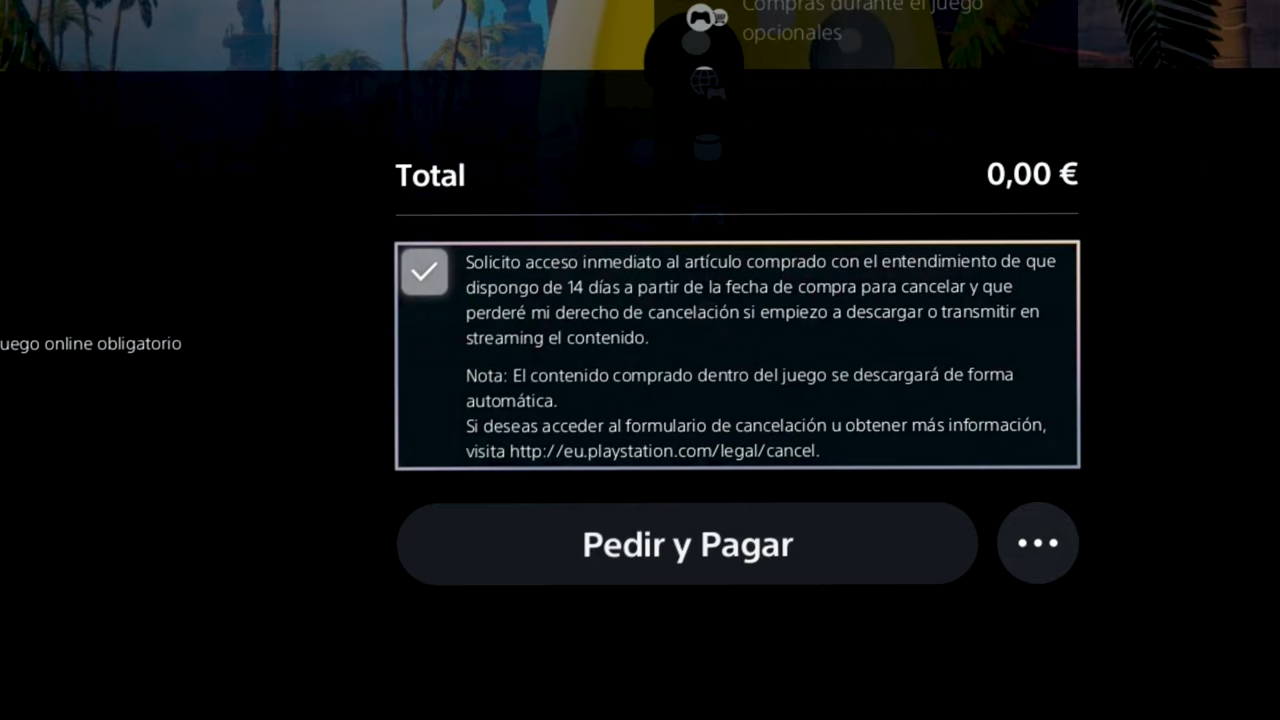 Compras durante el juego
opcionales
Total
0,00 €
Solicito acceso inmediato al artículo comprado con el entendimiento de que
dispongo de 14 días a partir de la fecha de compra para cancelar y que
perderé mi derecho de cancelación si empiezo a descargar o transmitir en
streaming el contenido.
Nota: El contenido comprado dentro del juego se descargará de forma
automática.
Si deseas acceder al formulario de cancelación u obtener más información,
visita http://eu.playstation.com/legal/cancel.
uego online obligatorio
Pedir y Pagar